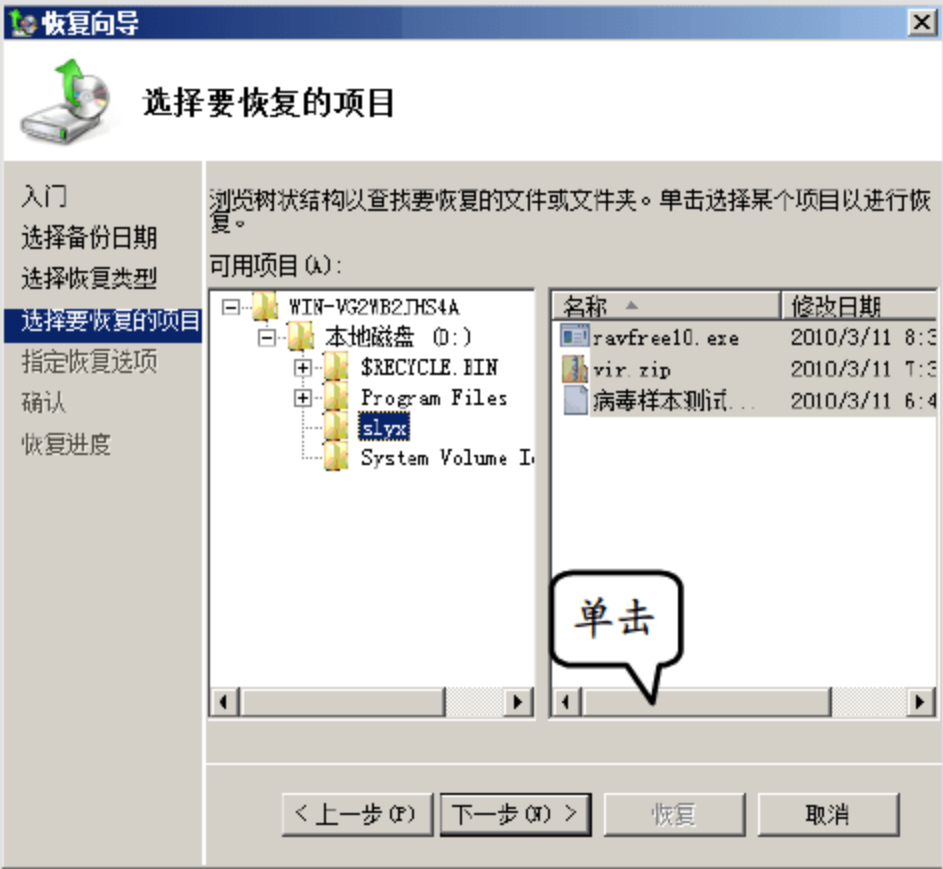 恢复向导
选择要恢复的项目
入门
选择备份日期
选择恢复类型
选择要恢复的项目
指定恢复选项
确认
恢复进度
浏览树状结构以查找要恢复的文件或文件夹。单击选择某个项目以进行恢
复。
可用项目(A):
WIN-VG2WB2JHS4A
本地磁盘 (D:)
$RECYCLE.BIN
Program Files
slyx
System Volume I
名称 修改日期
ravfree10.exe 2010/3/11 8:3
vir.zip 2010/3/11 7:3
病毒样本测试... 2010/3/11 6:4
单击
< 上一步(P) 下一步(N) > 恢复 取消